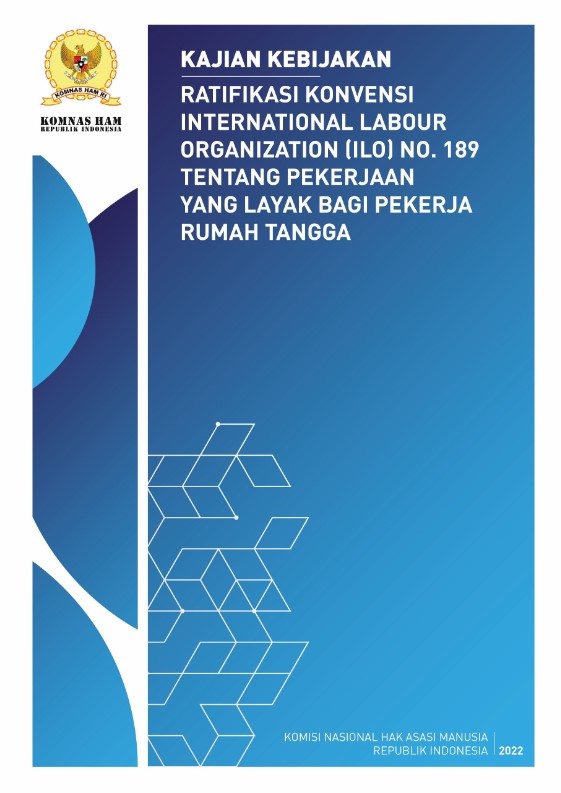 KOMNAS HAM RI
KOMNAS HAM
REPUBLIK INDONESIA
KAJIAN KEBIJAKAN
RATIFIKASI KONVENSI
INTERNATIONAL LABOUR
ORGANIZATION (ILO) NO. 189
TENTANG PEKERJAAN
YANG LAYAK BAGI PEKERJA
RUMAH TANGGA
KOMISI NASIONAL HAK ASASI MANUSIA
REPUBLIK INDONESIA 2022